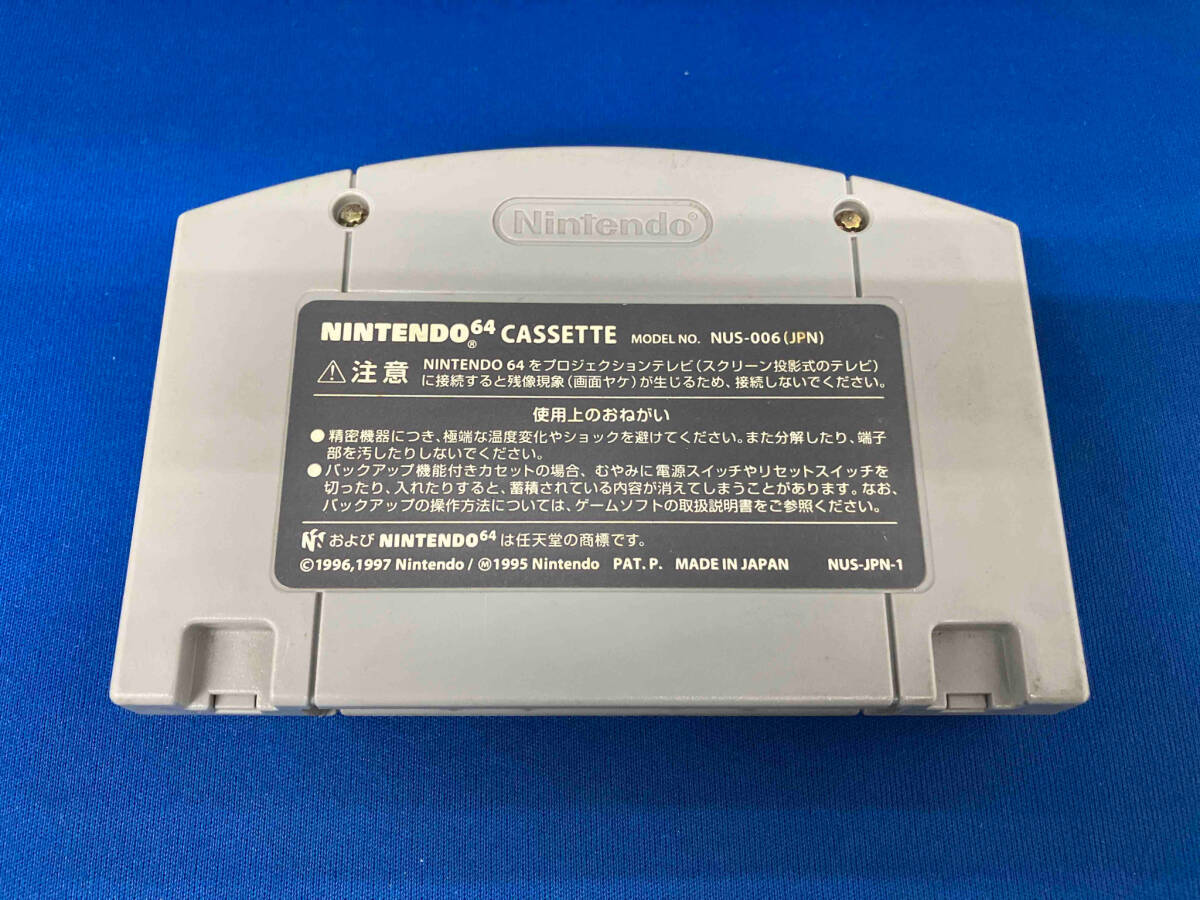 Nintendo®
NINTENDO64® CASSETTE MODEL NO. NUS-006(JPN)
⚠注意 NINTENDO 64をプロジェクションテレビ(スクリーン投影式のテレビ)
に接続すると残像現象(画面ヤケ)が生じるため、接続しないでください。
使用上のおねがい
●精密機器につき、極端な温度変化やショックを避けてください。また分解したり、端子
部を汚したりしないでください。
●バックアップ機能付きカセットの場合、むやみに電源スイッチやリセットスイッチを
切ったり、入れたりすると、蓄積されている内容が消えてしまうことがあります。なお、
バックアップの操作方法については、ゲームソフトの取扱説明書をご参照ください。
および NINTENDO64は任天堂の商標です。
©1996,1997 Nintendo / Ⓜ1995 Nintendo PAT. P. MADE IN JAPAN NUS-JPN-1